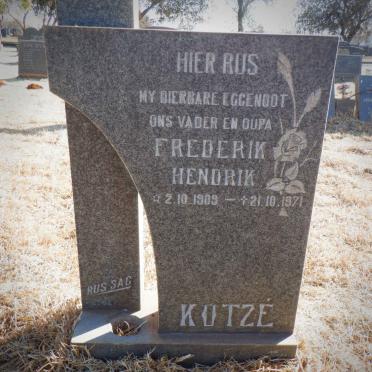 HIER RUS
MY DIERBARE EGGENOOT
ONS VADER EN OUPA
FREDERIK
HENDRIK
☆2.10.1909 – ✝21.10.1971
RUS SAG
KOTZÉ